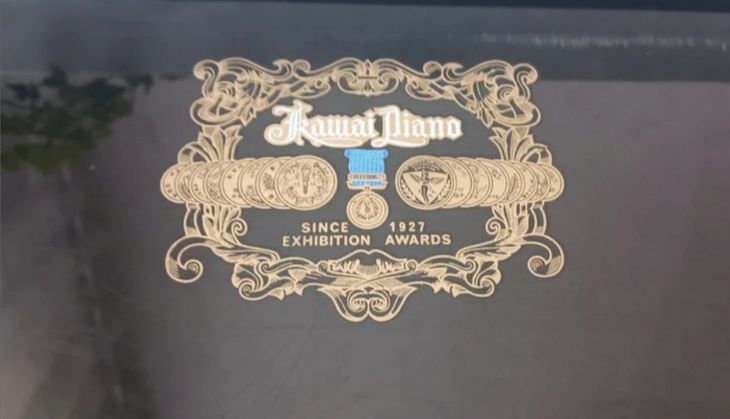 Kawai Piano
SINCE 1927
EXHIBITION AWARDS